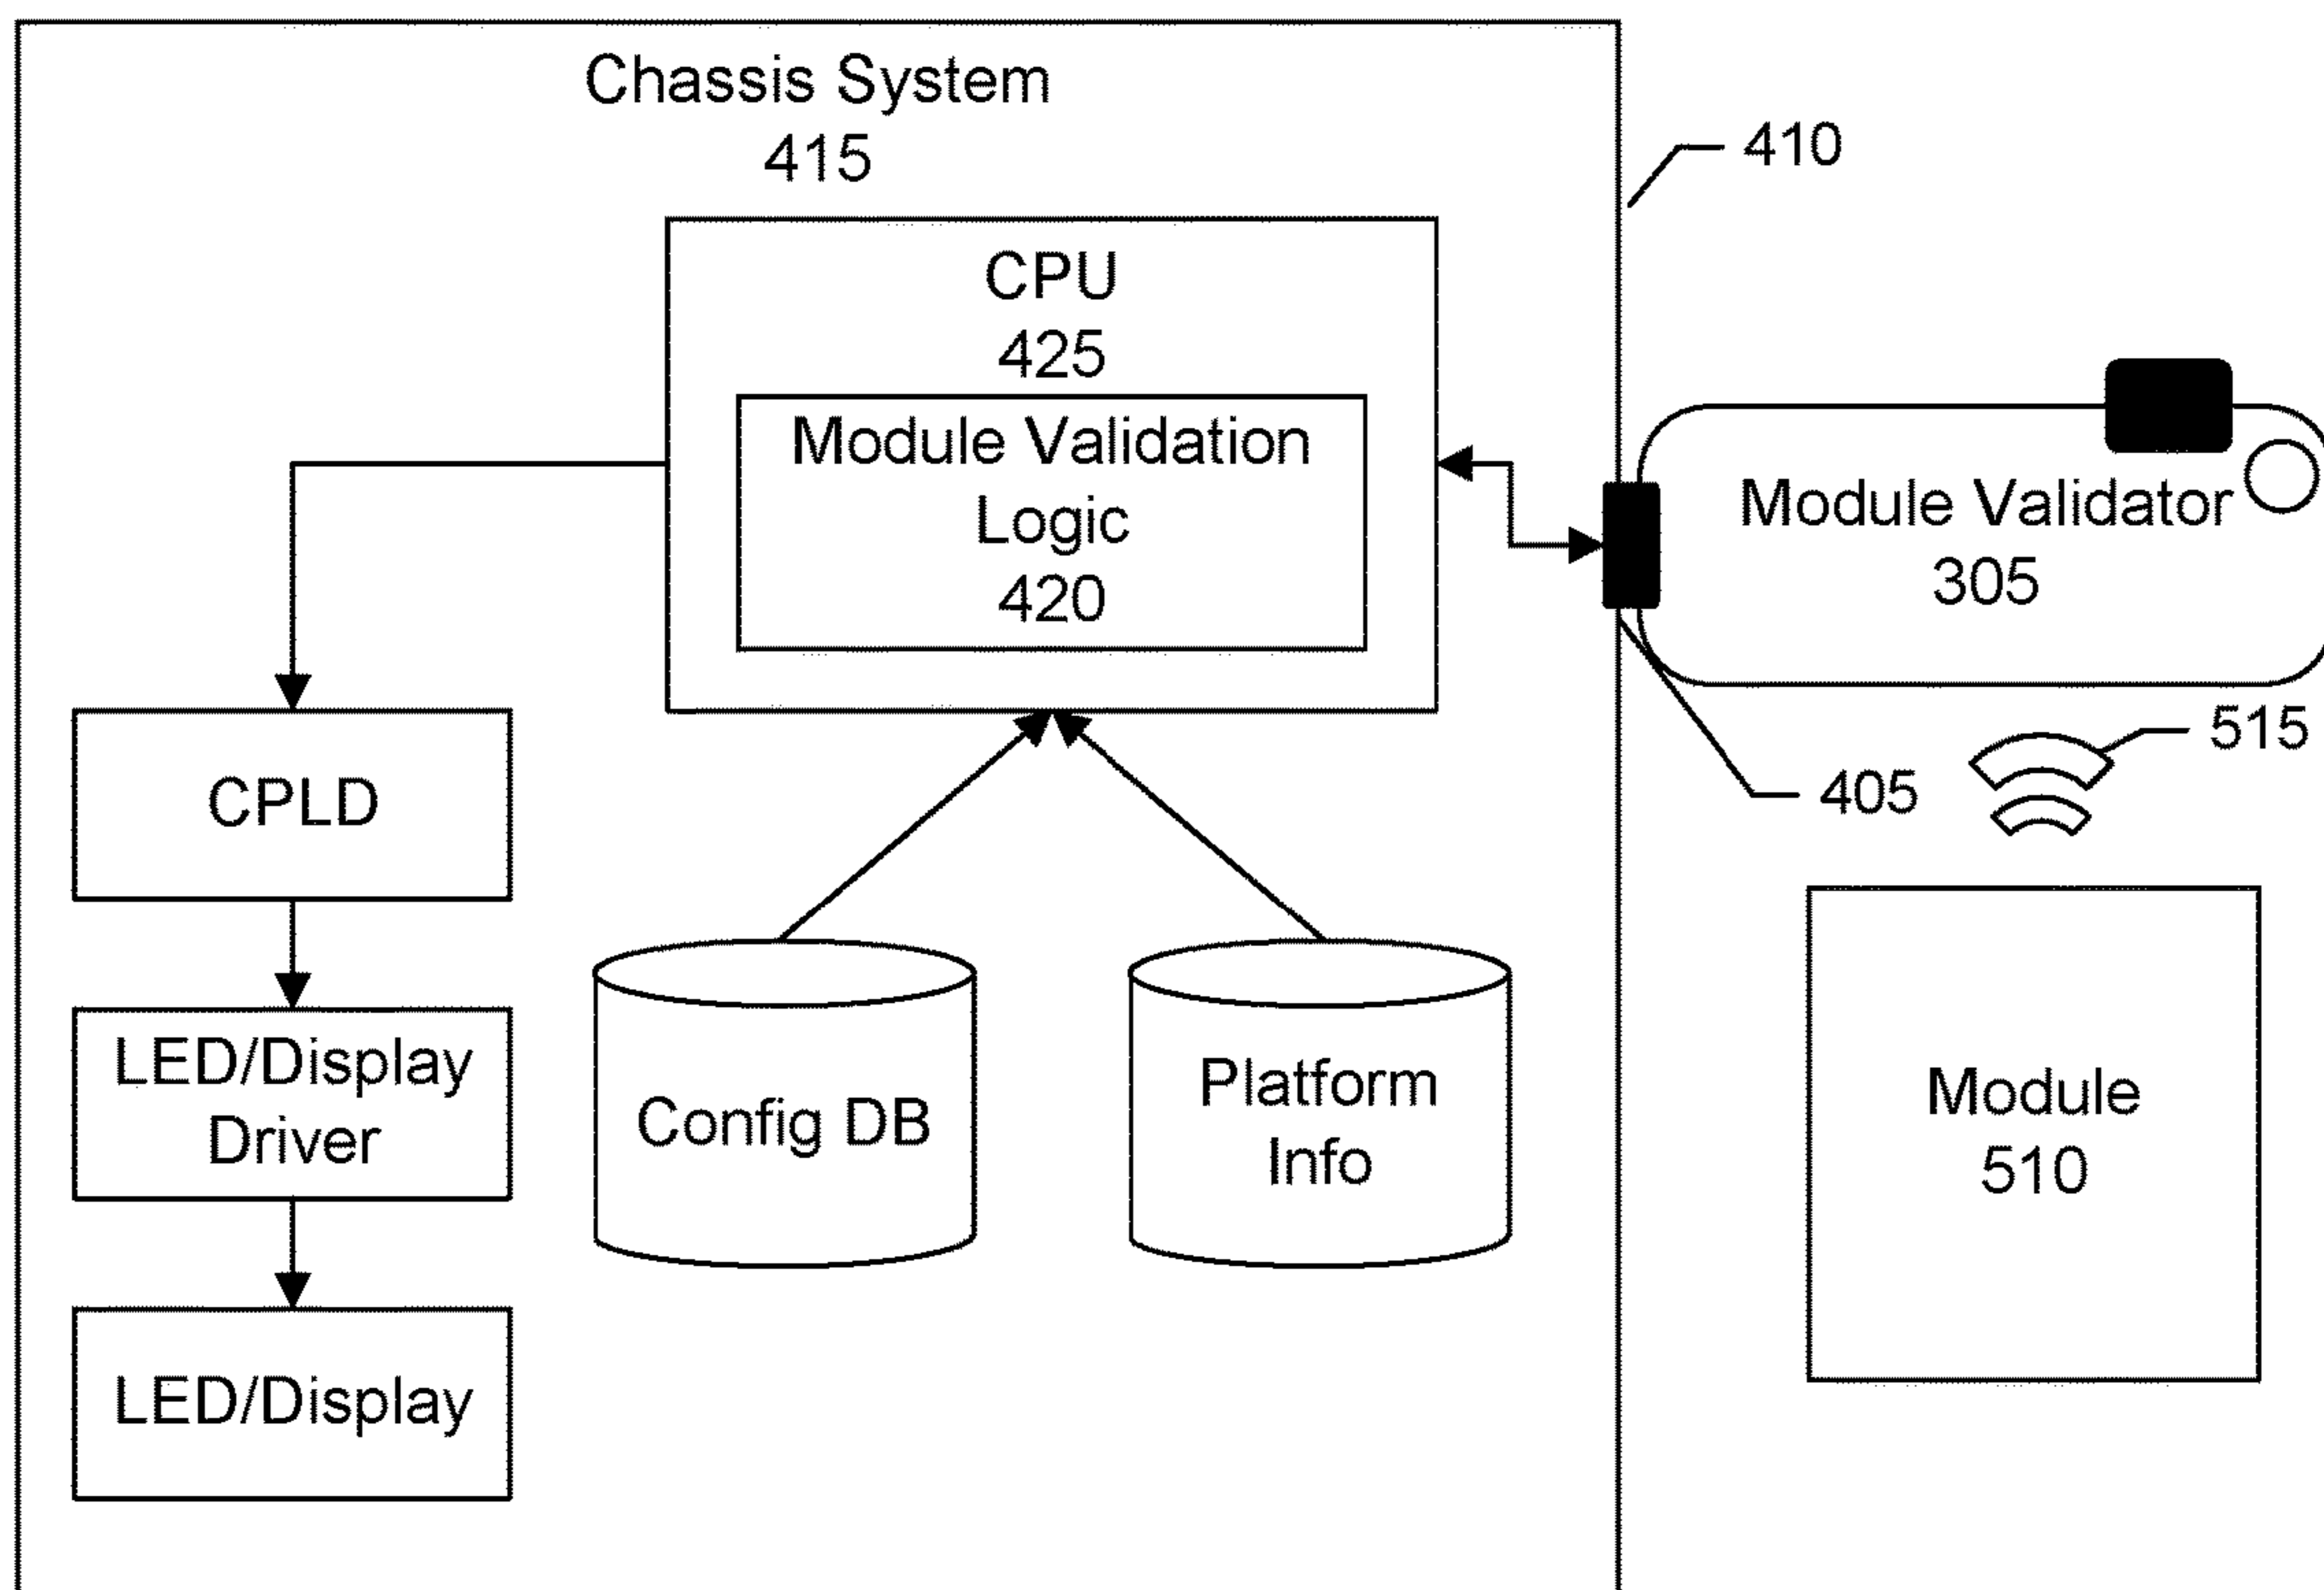 Chassis System
415
410
CPU
425
Module Validation
Logic
420
Module Validator
305
515
405
CPLD
LED/Display
Driver
LED/Display
Config DB
Platform
Info
Module
510